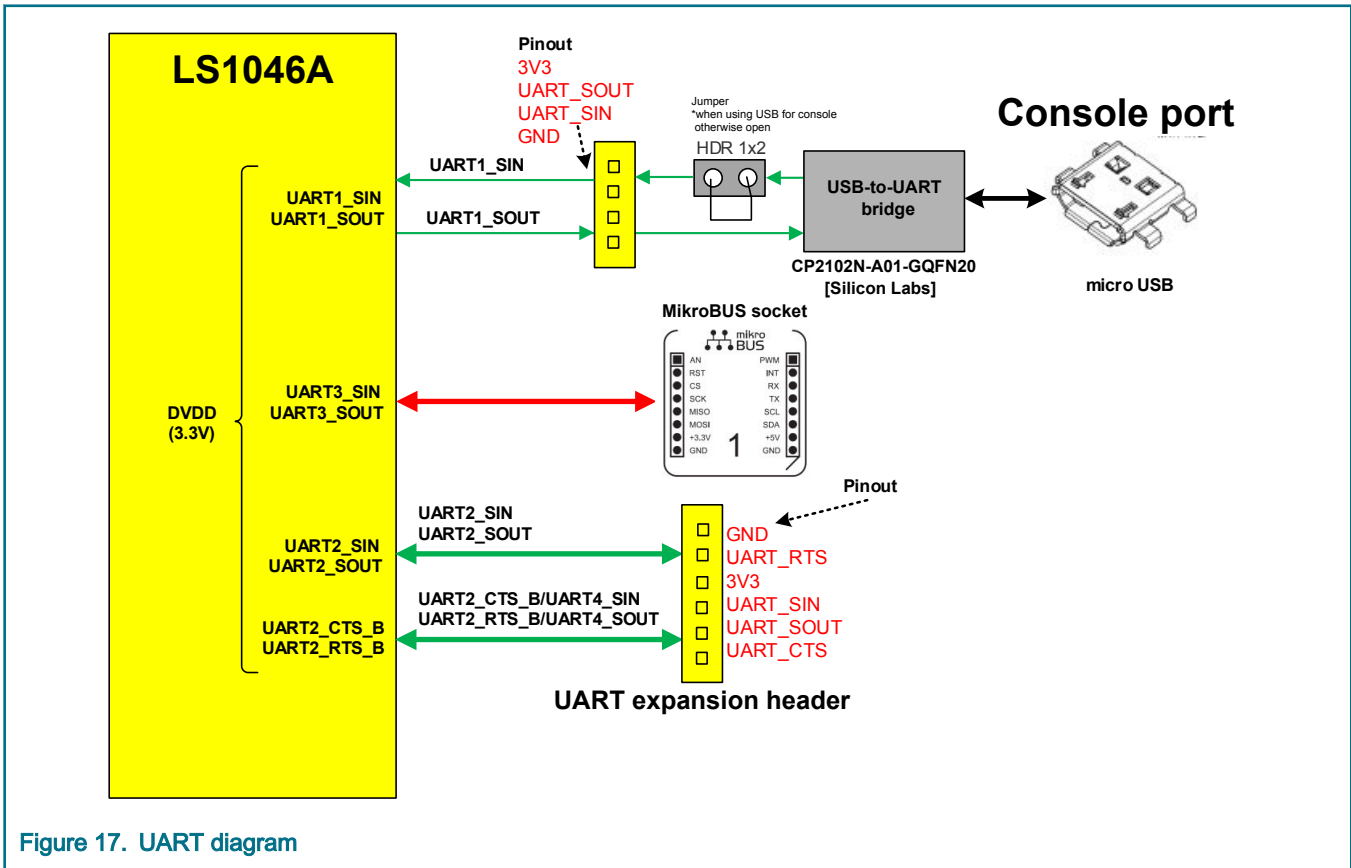 LS1046A
Pinout
3V3
UART_SOUT
UART_SIN
GND
Jumper
*when using USB for console
otherwise open
HDR 1x2
Console port
UART1_SIN
UART1_SIN
UART1_SOUT
UART1_SOUT
USB-to-UART
bridge
CP2102N-A01-GQFN20
[Silicon Labs]
micro USB
MikroBUS socket
mikro
BUS
AN PWM
RST INT
CS RX
SCK TX
MISO SCL
MOSI SDA
+3.3V +5V
GND GND
1
UART3_SIN
UART3_SOUT
DVDD
(3.3V)
Pinout
UART2_SIN
UART2_SOUT
UART2_SIN
UART2_SOUT
GND
UART_RTS
3V3
UART_SIN
UART_SOUT
UART_CTS
UART2_CTS_B/UART4_SIN
UART2_RTS_B/UART4_SOUT
UART2_CTS_B
UART2_RTS_B
UART expansion header
Figure 17. UART diagram